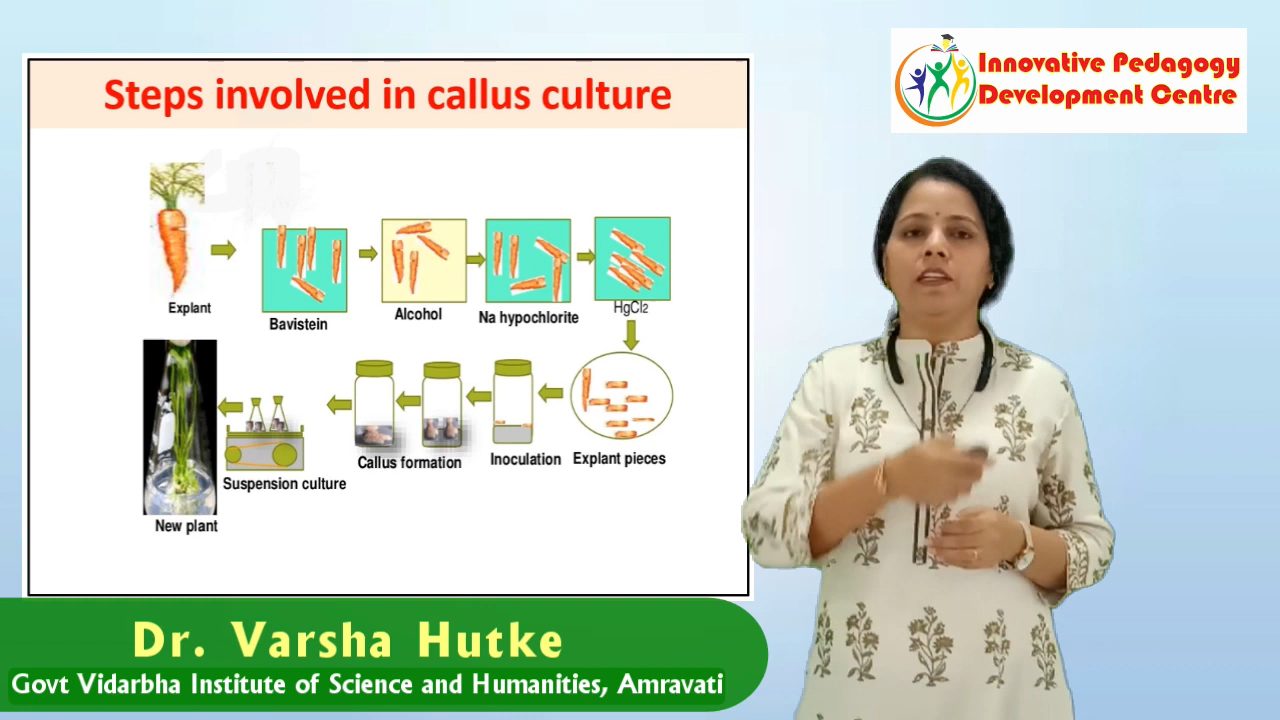 Innovative Pedagogy
Development Centre
Steps involved in callus culture
Explant
Bavistein
Alcohol
Na hypochlorite
HgCl2
Explant pieces
Inoculation
Callus formation
Suspension culture
New plant
Dr. Varsha Hutke
Govt Vidarbha Institute of Science and Humanities, Amravati